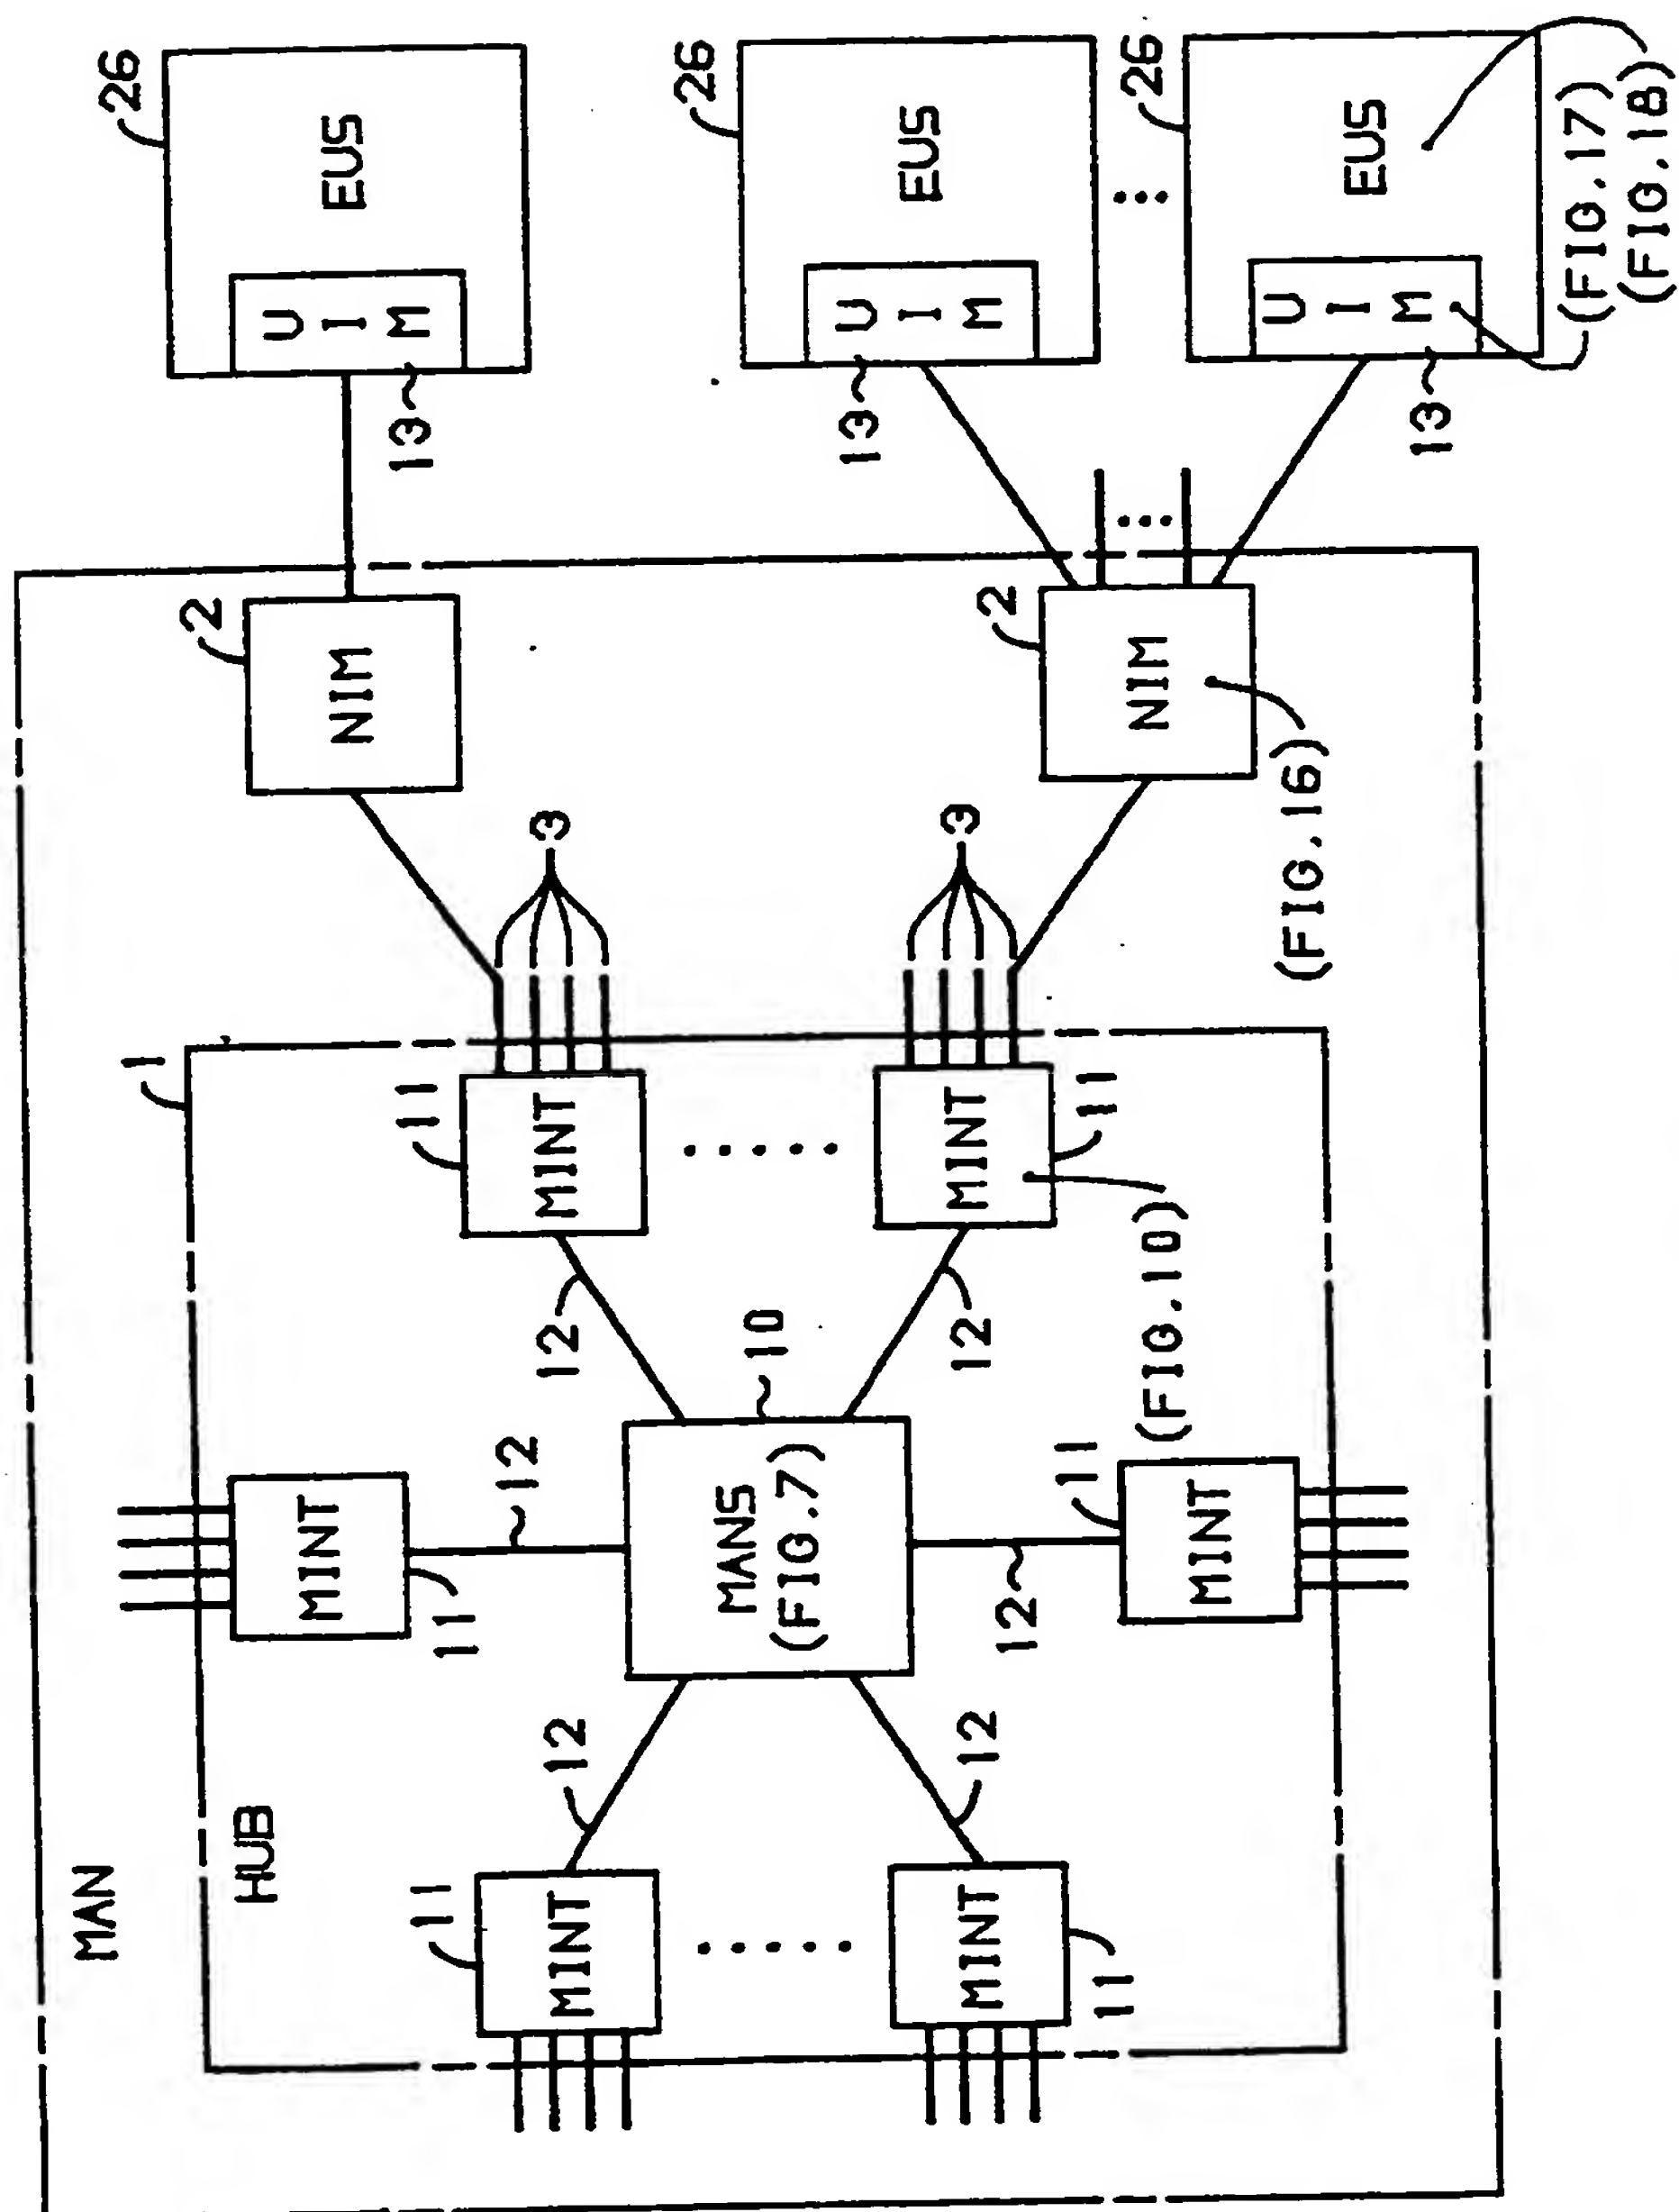 MAN
HUB
1
MINT
11
12
MINT
11
12
MINT
11
12
MANS
(FIG.7)
10
MINT
11
12
MINT
11
12
MINT
11
12
(FIG.10)
3
3
NIM
2
NIM
2
(FIG.16)
EUS
26
UIM
13
EUS
26
UIM
13
EUS
26
UIM
13
(FIG.17)
(FIG.18)